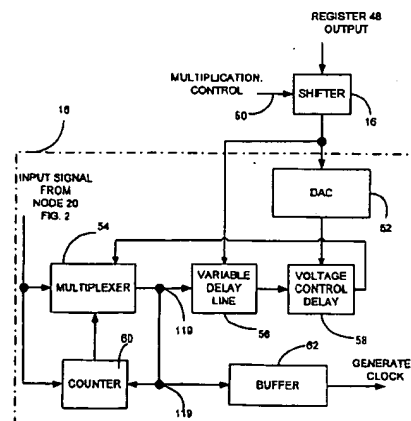 REGISTER 48
OUTPUT
MULTIPLICATION
CONTROL
50
SHIFTER
16
18
INPUT SIGNAL
FROM
NODE 20
FIG. 2
DAC
52
54
MULTIPLEXER
VARIABLE
DELAY
LINE
VOLTAGE
CONTROL
DELAY
119
56
58
60
COUNTER
62
BUFFER
GENERATE
CLOCK
119